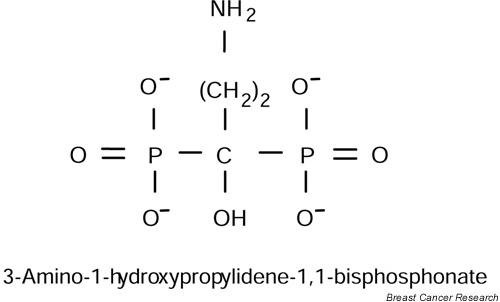 NH₂
O⁻ (CH₂)₂ O⁻
O = P – C – P = O
O⁻ OH O⁻
3-Amino-1-hydroxypropylidene-1,1-bisphosphonate
Breast Cancer Research